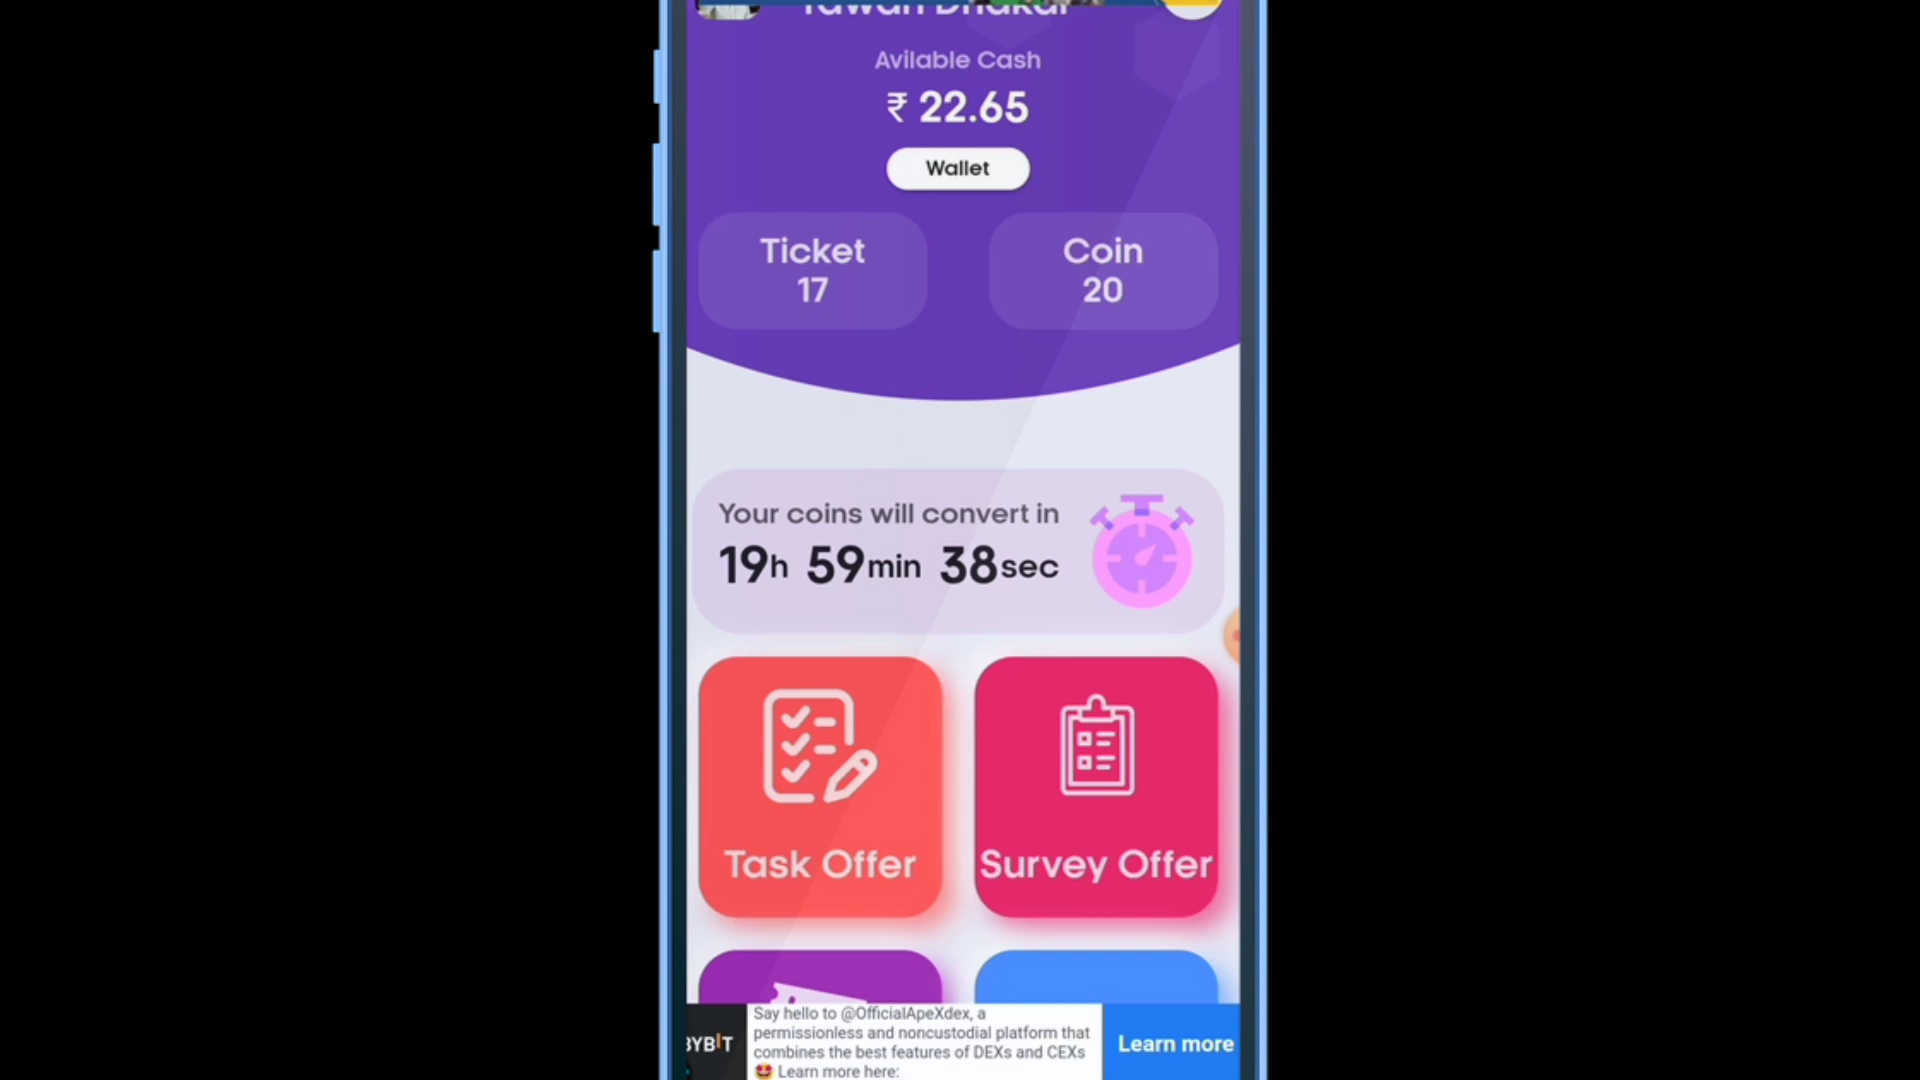 Avilable Cash
₹ 22.65
Wallet
Ticket
17
Coin
20
Your coins will convert in
19h 59min 38sec
Task Offer
Survey Offer
BYBIT
Say hello to @OfficialApeXdex, a
permissionless and noncustodial platform that
combines the best features of DEXs and CEXs
🤩 Learn more here:
Learn more